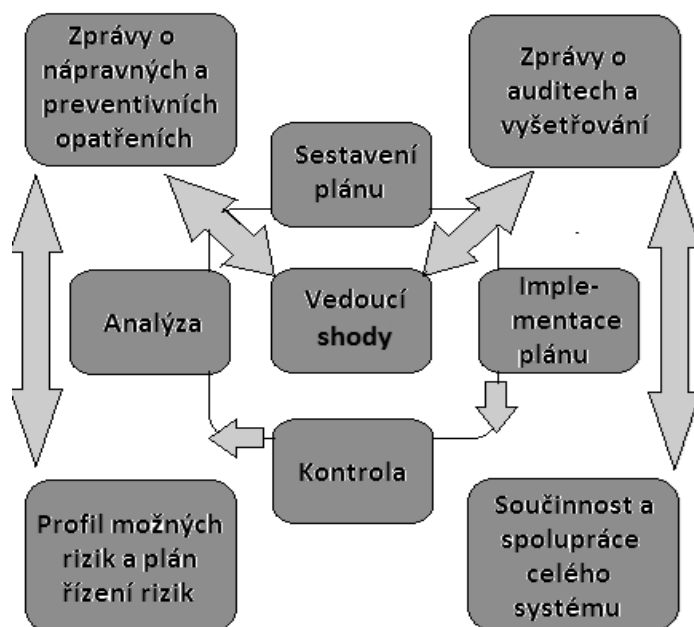 Zprávy o
nápravných a
preventivních
opatřeních
Zprávy o
auditech a
vyšetřování
Sestavení
plánu
Analýza
Vedoucí
shody
Imple-
mentace
plánu
Kontrola
Profil možných
rizik a plán
řízení rizik
Součinnost a
spolupráce
celého
systému